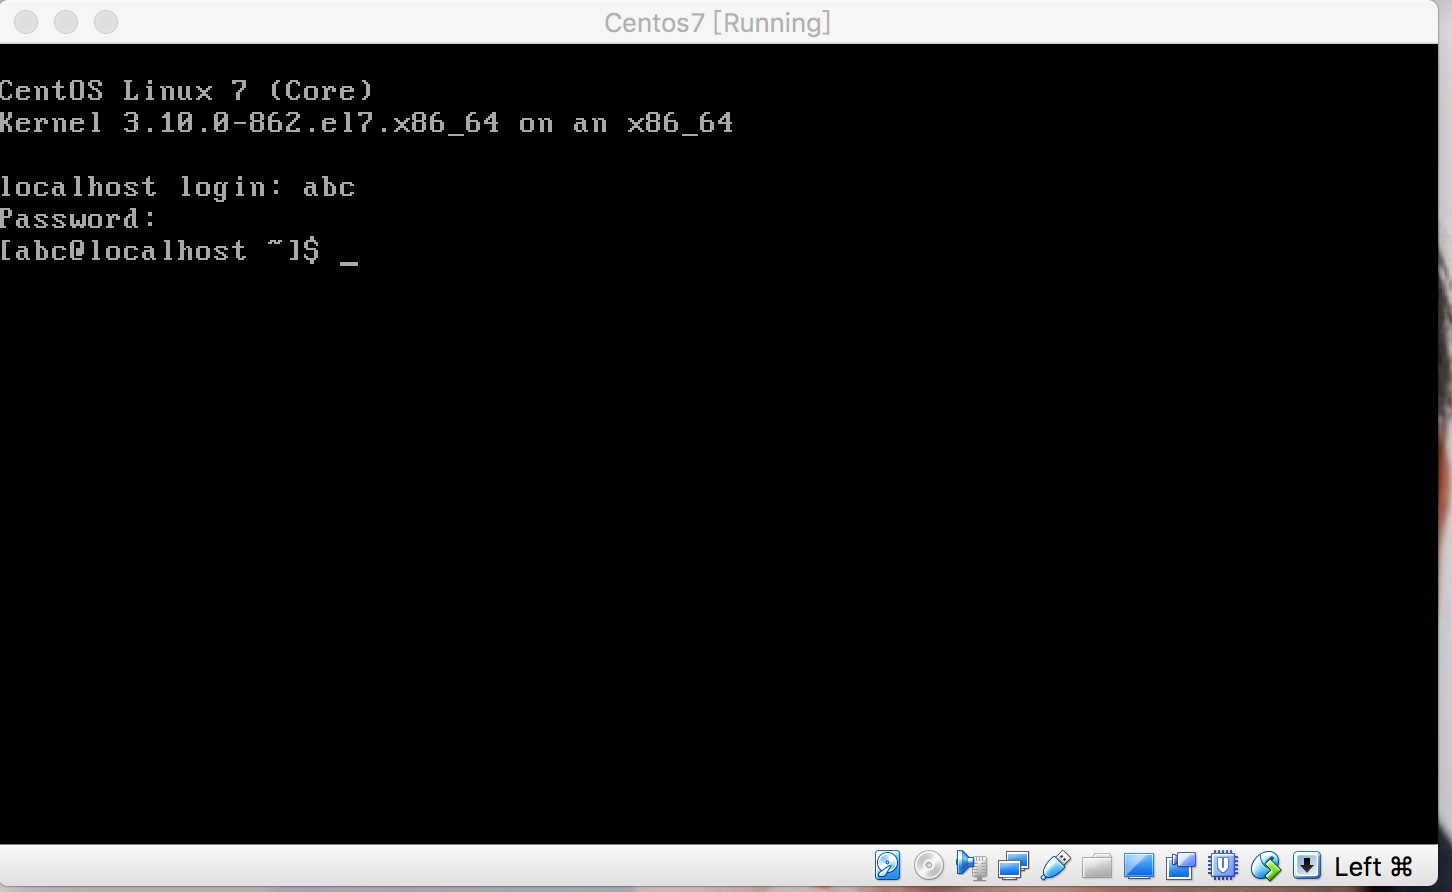 Centos7 [Running]
CentOS Linux 7 (Core)
Kernel 3.10.0-862.el7.x86_64 on an x86_64
localhost login: abc
Password:
[abc@localhost ~]$ _
Left ⌘